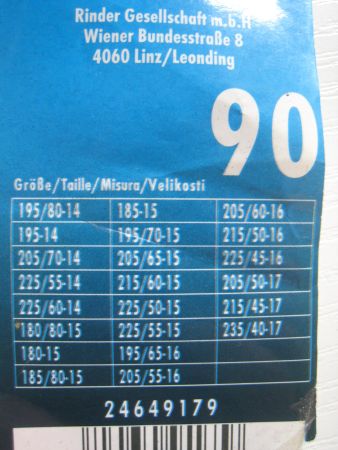 Rinder Gesellschaft m.b.H
Wiener Bundesstraße 8
4060 Linz/Leonding
90
Größe/Taille/Misura/Velikosti
195/80-14 185-15 205/60-16
195-14 195/70-15 215/50-16
205/70-14 205/65-15 225/45-16
225/55-14 215/60-15 205/50-17
225/60-14 225/50-15 215/45-17
*180/80-15 225/55-15 235/40-17
180-15 195/65-16
185/80-15 205/55-16
24649179